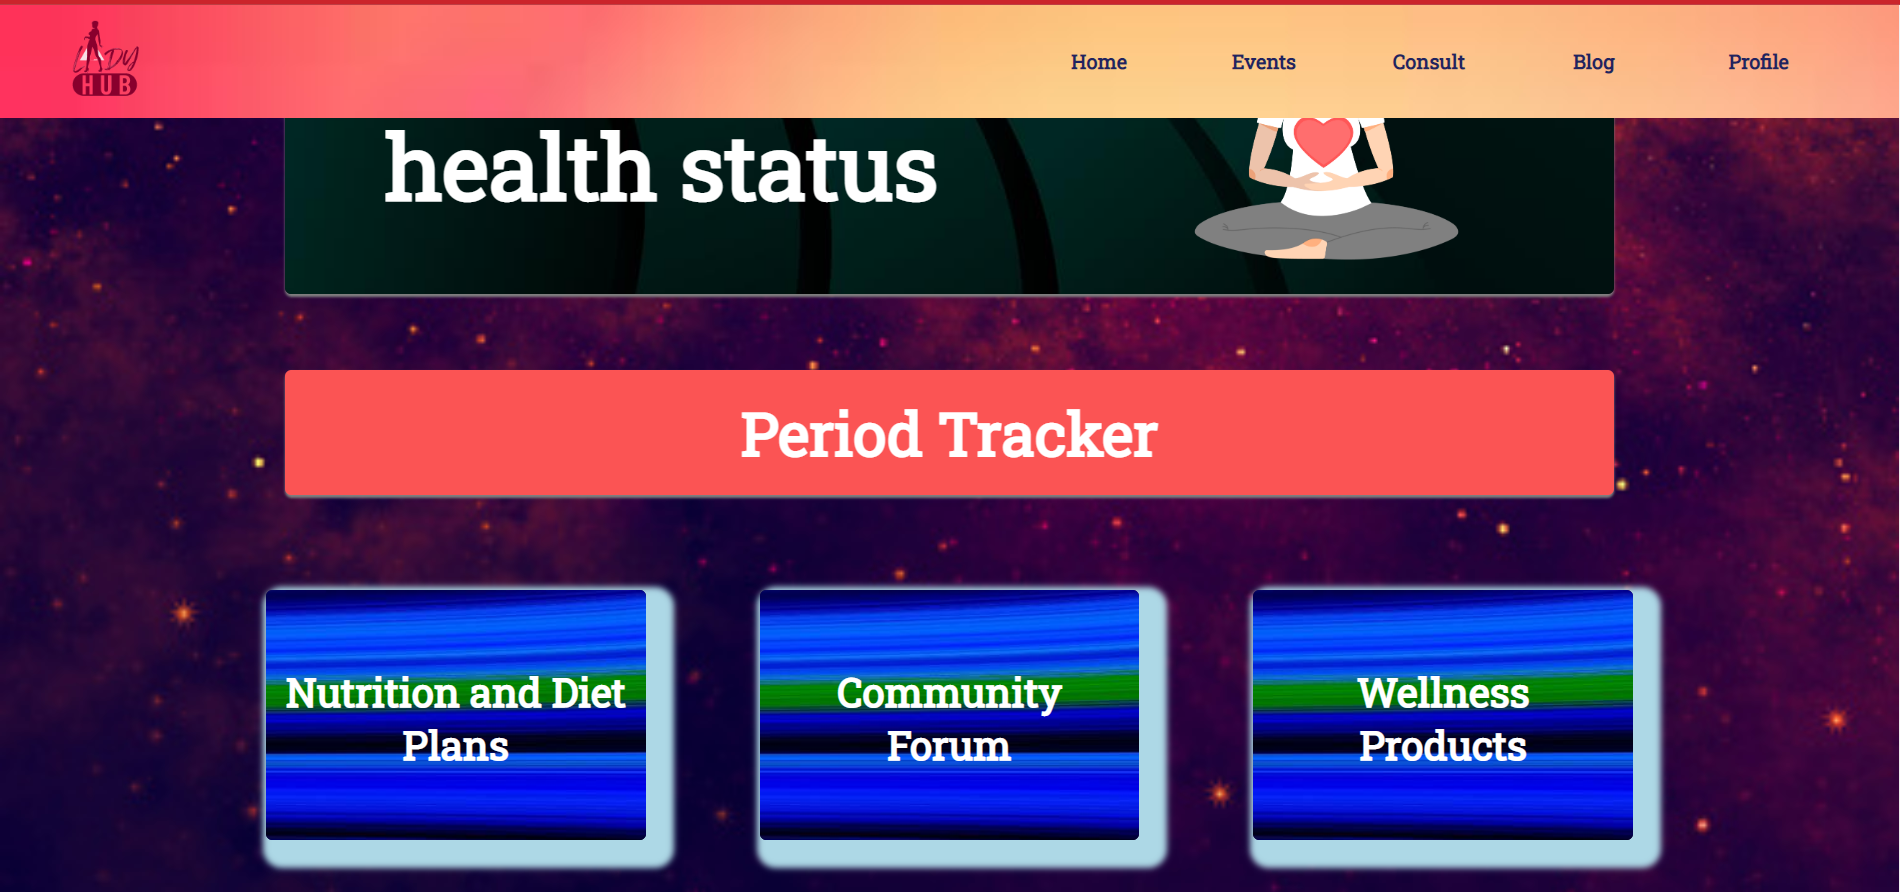 LADY
HUB
Home Events Consult Blog Profile
health status
Period Tracker
Nutrition and Diet
Plans
Community
Forum
Wellness
Products